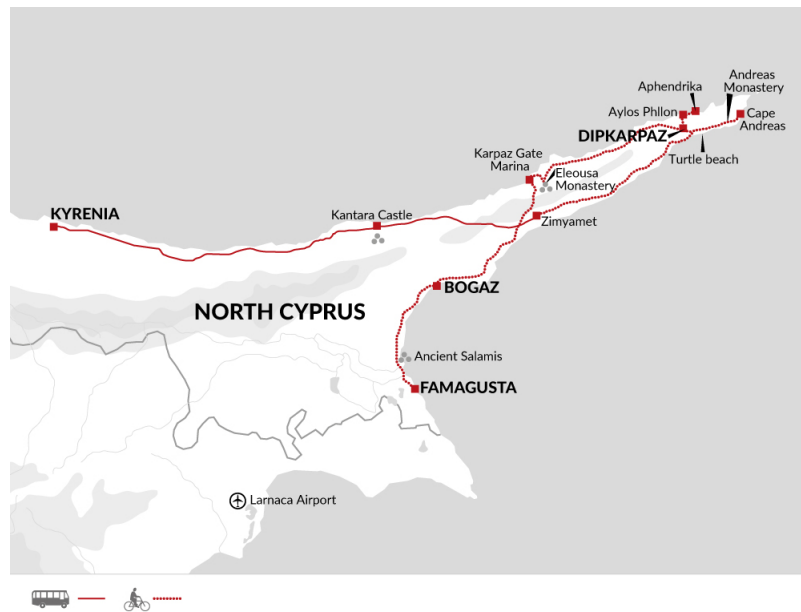 Andreas
Monastery
Aphendrika
Aylos Phllon
Cape
Andreas
DIPKARPAZ
Turtle beach
Karpaz Gate
Marina
Eleousa
Monastery
KYRENIA
Kantara Castle
Zimyamet
BOGAZ
NORTH CYPRUS
Ancient Salamis
FAMAGUSTA
Larnaca Airport